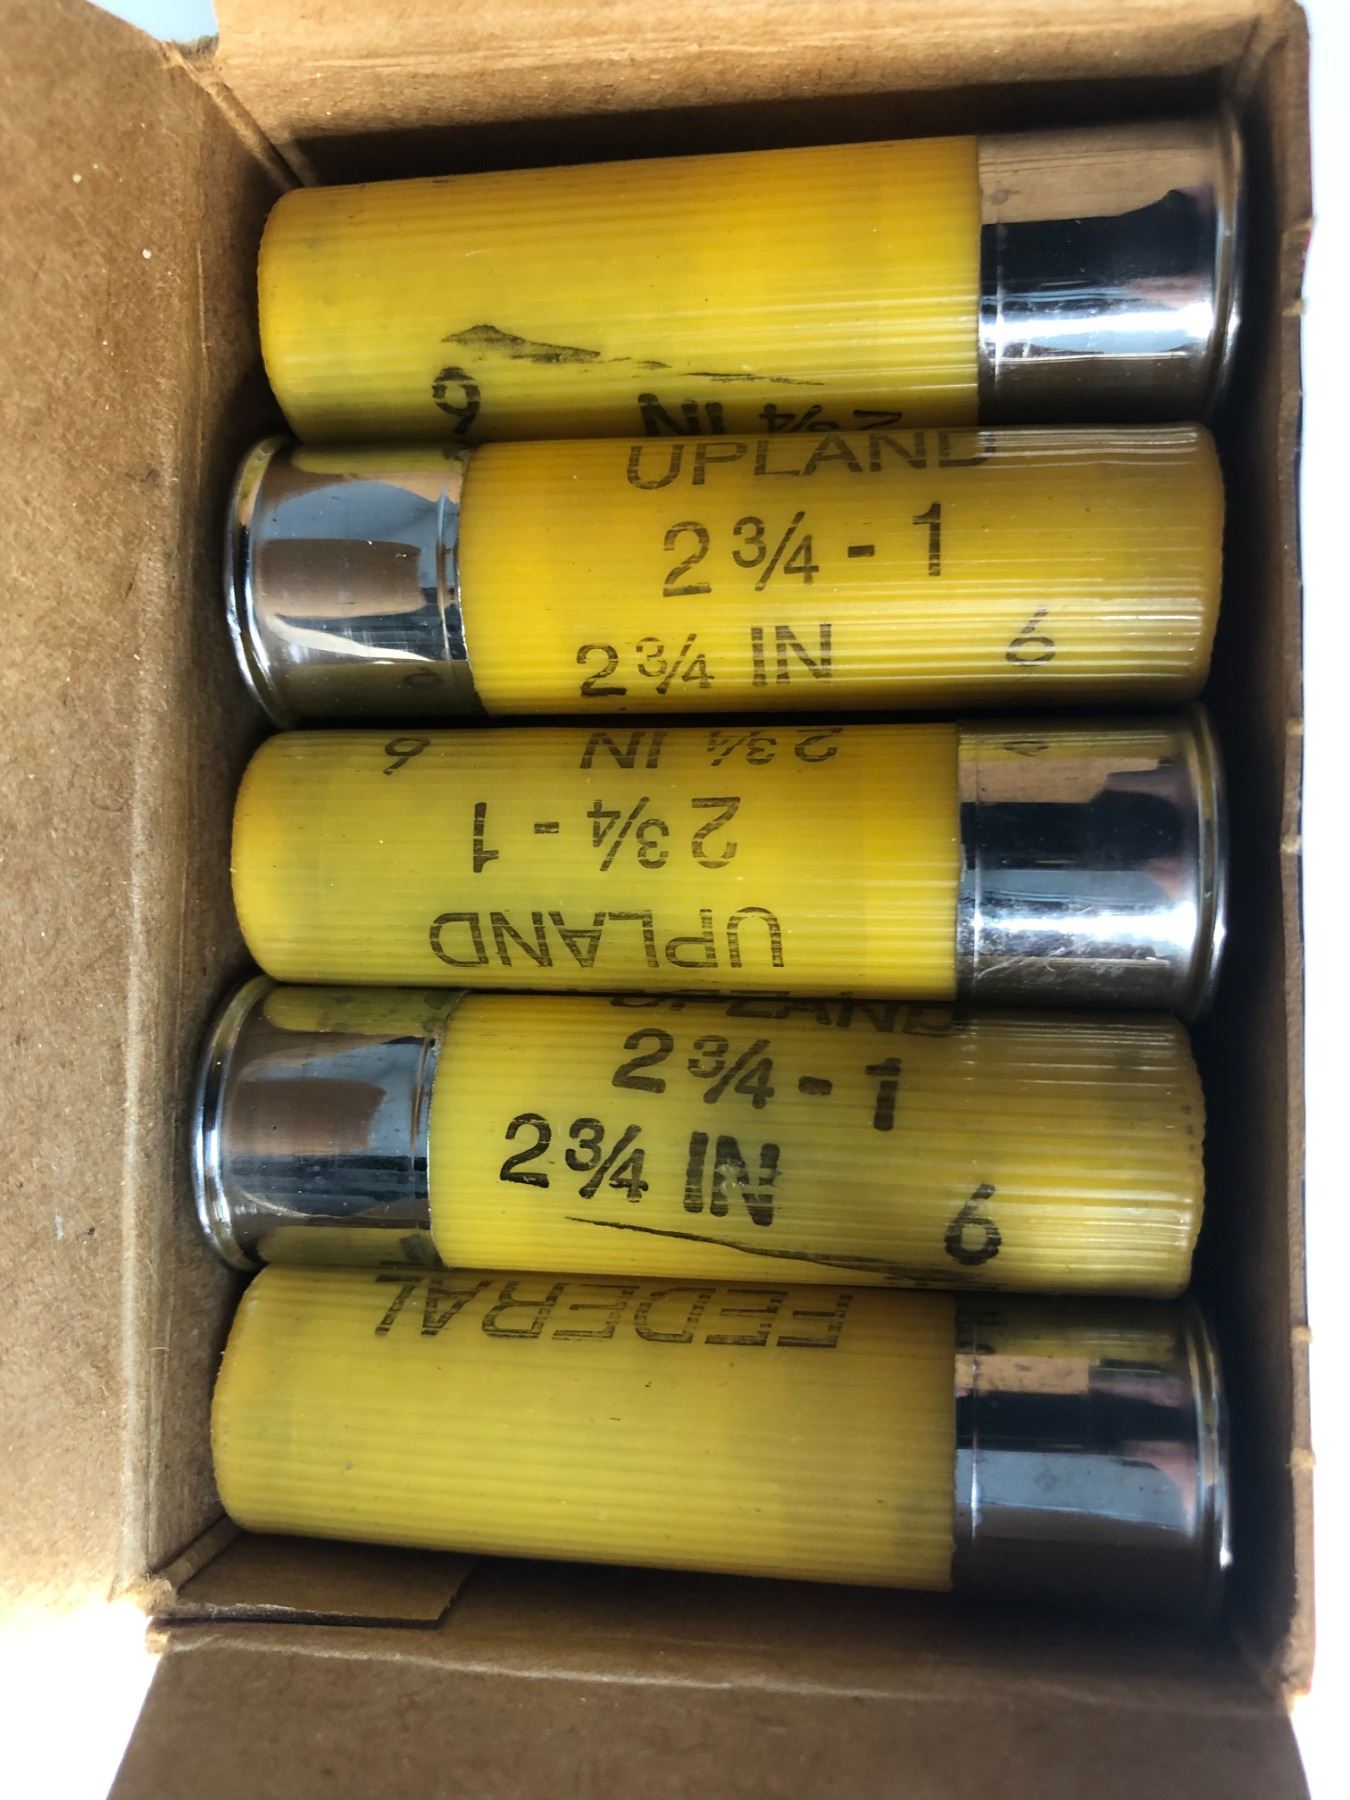 6
2¾ IN
UPLAND
2¾ - 1
2¾ IN 6
UPLAND
2¾ - 1
2¾ IN 6
UPLAND
2¾ - 1
2¾ IN
6
FEDERAL